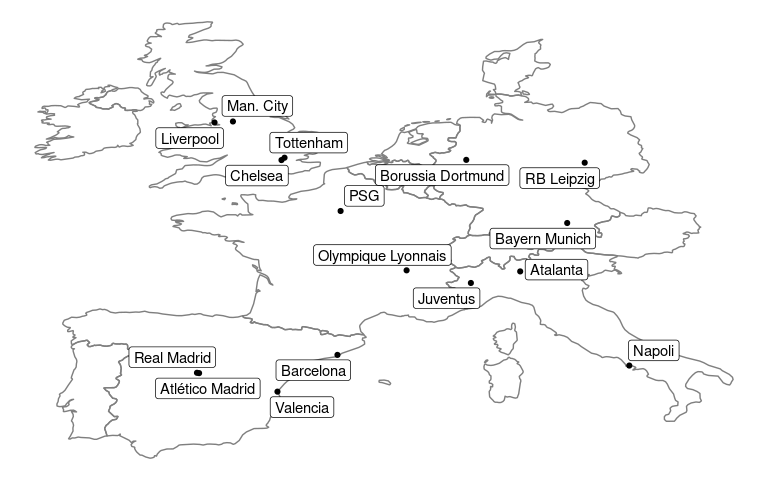 Man. City
Liverpool
Tottenham
Chelsea
Borussia Dortmund
RB Leipzig
PSG
Bayern Munich
Olympique Lyonnais
Atalanta
Juventus
Napoli
Real Madrid
Barcelona
Atlético Madrid
Valencia